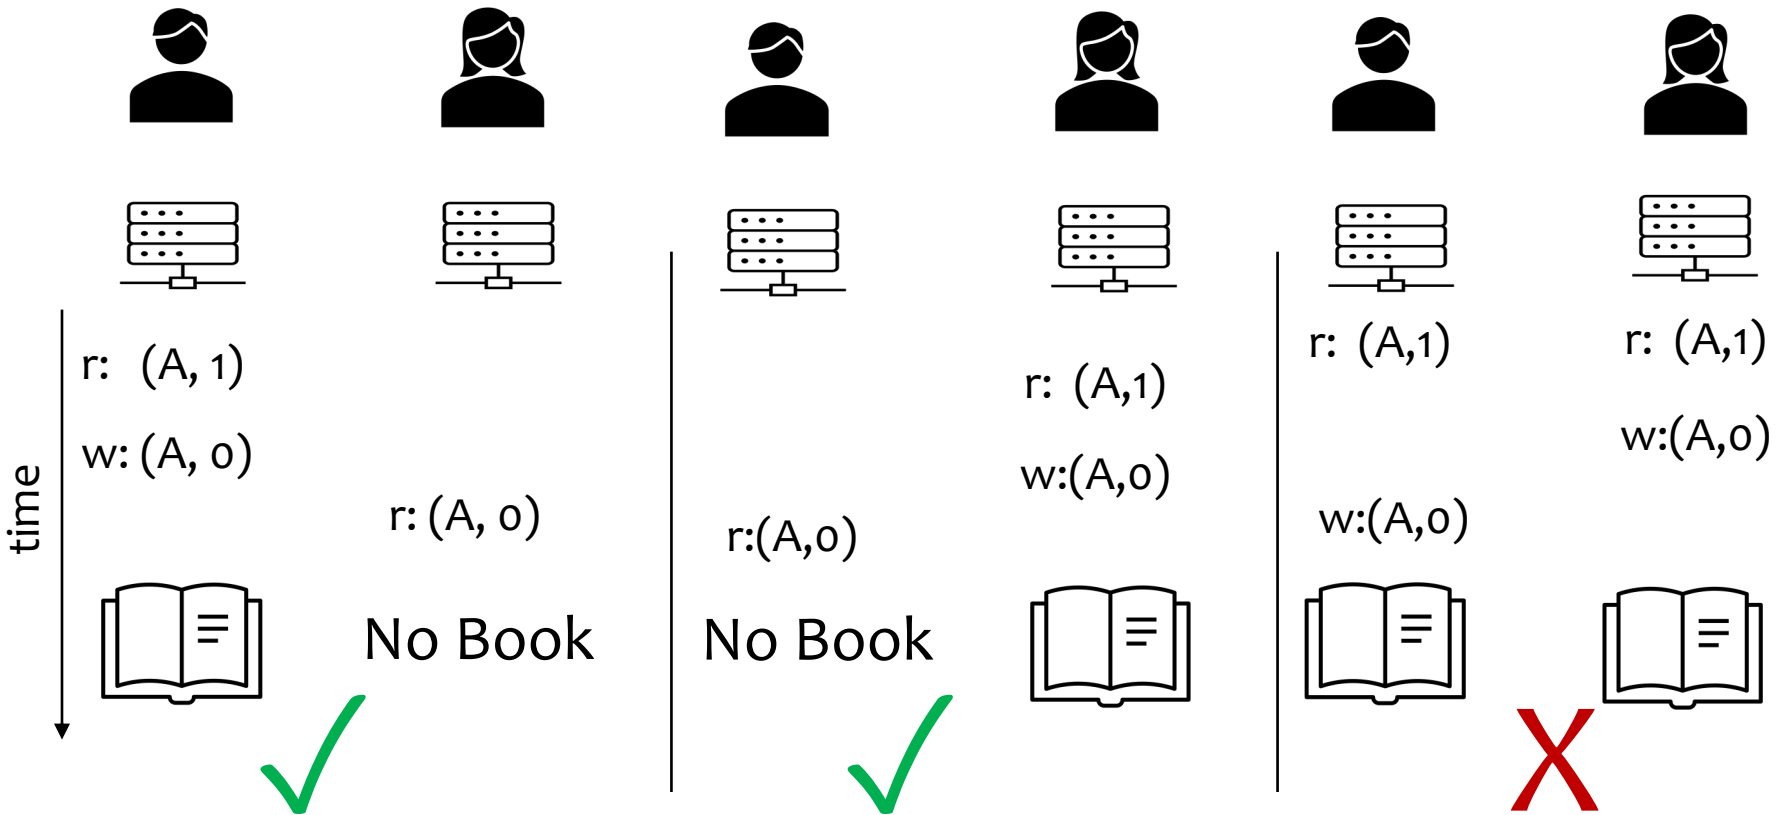 time
r: (A, 1)
w: (A, 0)
r: (A, 0)
No Book
r:(A,0)
No Book
r: (A,1)
w:(A,0)
r: (A,1)
w:(A,0)
r: (A,1)
w:(A,0)